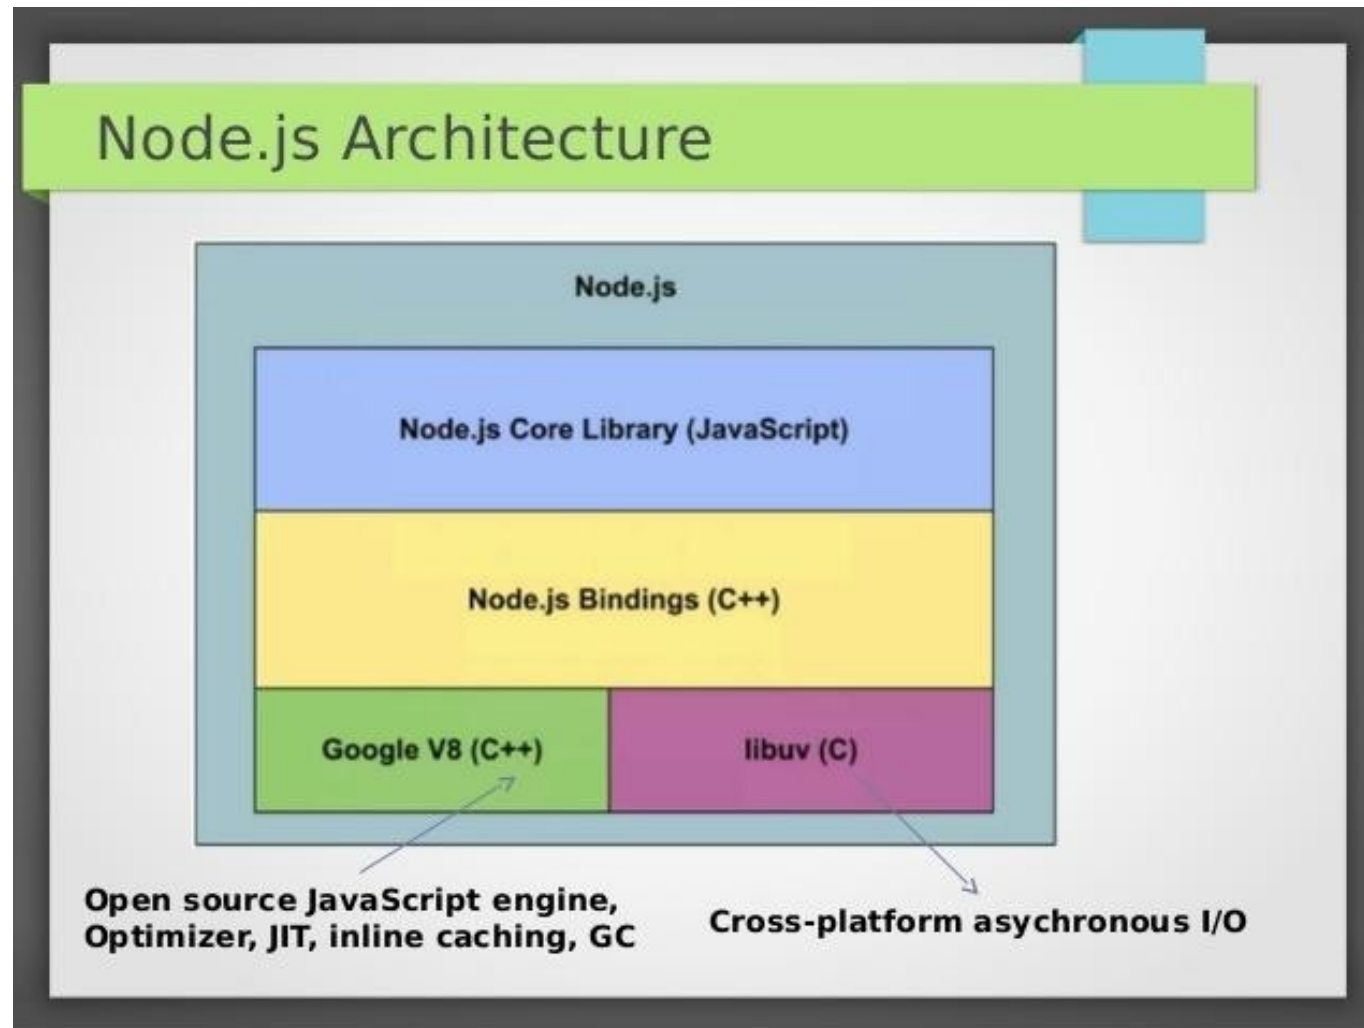 Node.js Architecture
Node.js
Node.js Core Library (JavaScript)
Node.js Bindings (C++)
Google V8 (C++)
libuv (C)
Open source JavaScript engine,
Optimizer, JIT, inline caching, GC
Cross-platform asychronous I/O